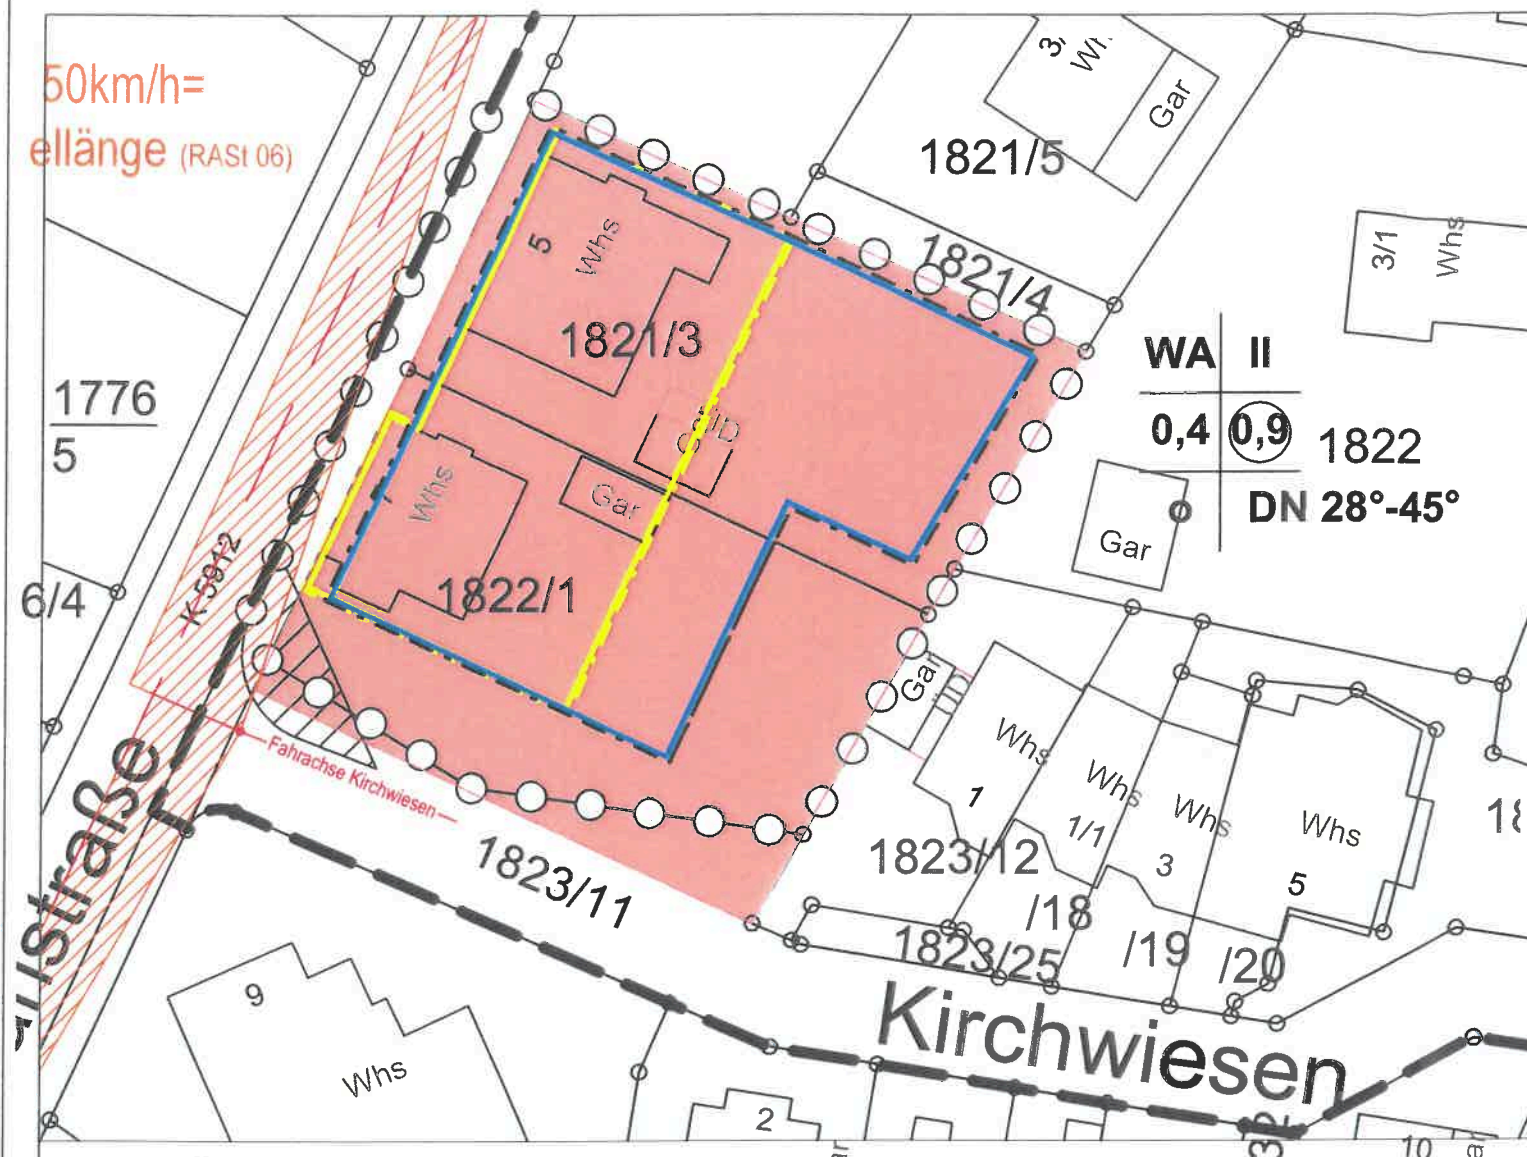 50km/h=
ellänge (RASt 06)
3/
Gar
1821/5
3/1
Whs
5
Whs
1821/4
1821/3
WA II
0,4 0,9
1822
DN 28°-45°
1776
5
Whs
Gar
Gar
1822/1
6/4
K 5912
Gar
Whs
1
Whs
1/1
Whs
3
Whs
5
Fahrachse Kirchwiesen
1823/11
1823/12
/18
1823/25
/19
/20
9
Whs
Kirchwiesen
2
10